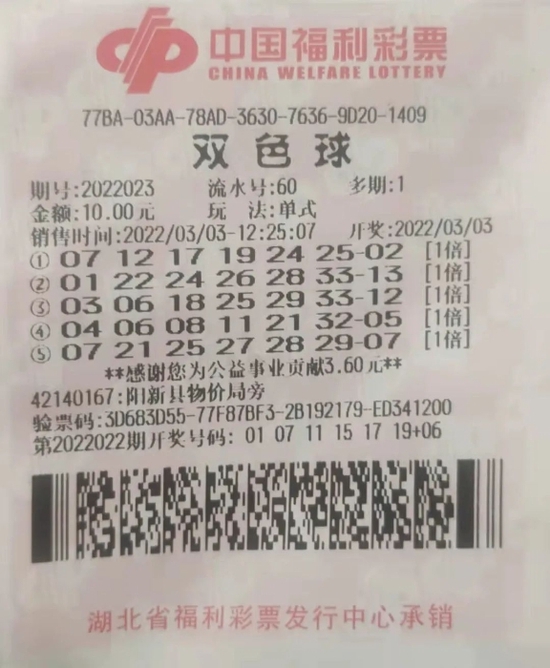 中国福利彩票
CHINA WELFARE LOTTERY
77BA-03AA-78AD-3630-7636-9D20-1409
双色球
期号:2022023 流水号:60 多期:1
金额:10.00元 玩 法:单式
销售时间:2022/03/03-12:25:07 开奖:2022/03/03
① 07 12 17 19 24 25-02 [1倍]
② 01 22 24 26 28 33-13 [1倍]
③ 03 06 18 25 29 33-12 [1倍]
④ 04 06 08 11 21 32-05 [1倍]
⑤ 07 21 25 27 28 29-07 [1倍]
**感谢您为公益事业贡献3.60元**
42140167:阳新县物价局旁
验票码:3D683D55-77F87BF3-2B192179-ED341200
第2022022期开奖号码: 01 07 11 15 17 19+06
湖北省福利彩票发行中心承销